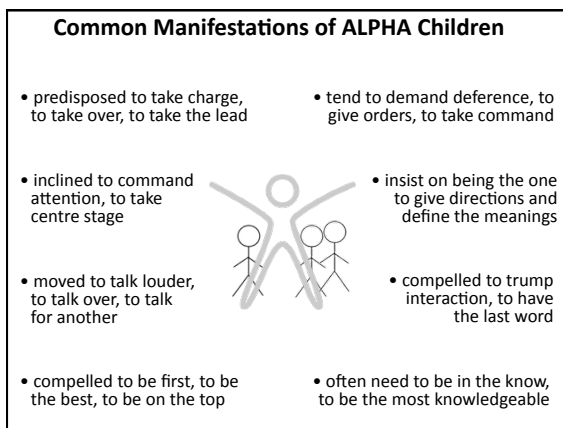 Common Manifestations of ALPHA Children
• predisposed to take charge,
to take over, to take the lead
• inclined to command
attention, to take
centre stage
• moved to talk louder,
to talk over, to talk
for another
• compelled to be first, to be
the best, to be on the top
• tend to demand deference, to
give orders, to take command
• insist on being the one
to give directions and
define the meanings
• compelled to trump
interaction, to have
the last word
• often need to be in the know,
to be the most knowledgeable